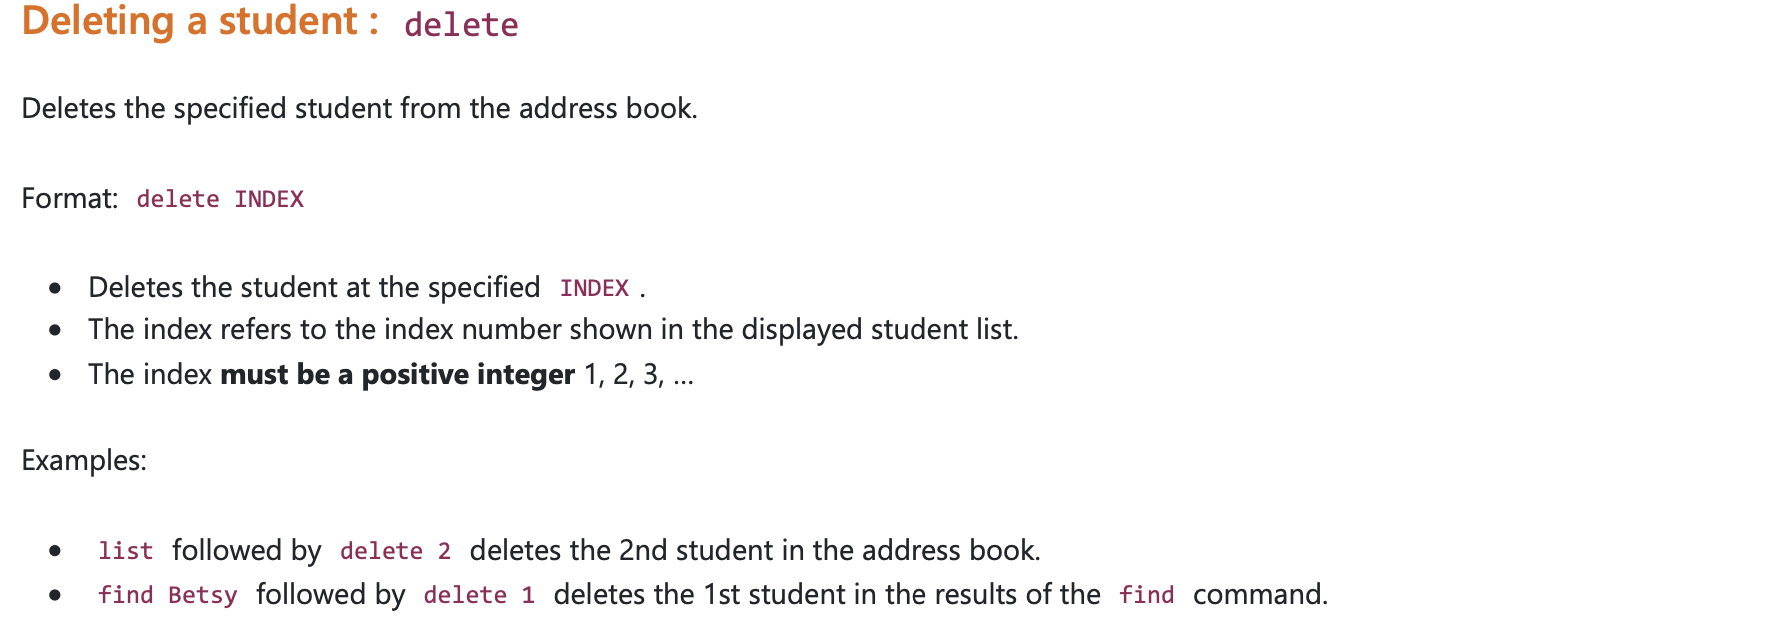 Deleting a student : delete
Deletes the specified student from the address book.
Format: delete INDEX
• Deletes the student at the specified INDEX .
• The index refers to the index number shown in the displayed student list.
• The index must be a positive integer 1, 2, 3, …
Examples:
• list followed by delete 2 deletes the 2nd student in the address book.
• find Betsy followed by delete 1 deletes the 1st student in the results of the find command.